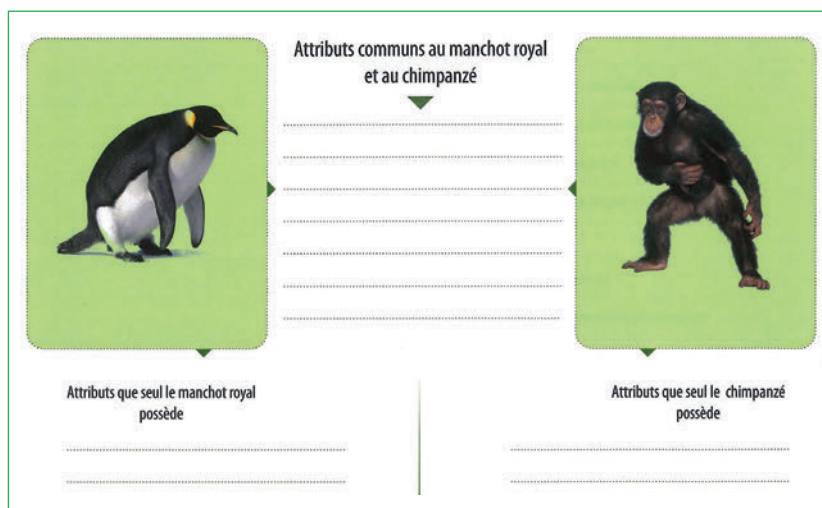 Attributs communs au manchot royal
et au chimpanzé
Attributs que seul le manchot royal
possède
Attributs que seul le chimpanzé
possède